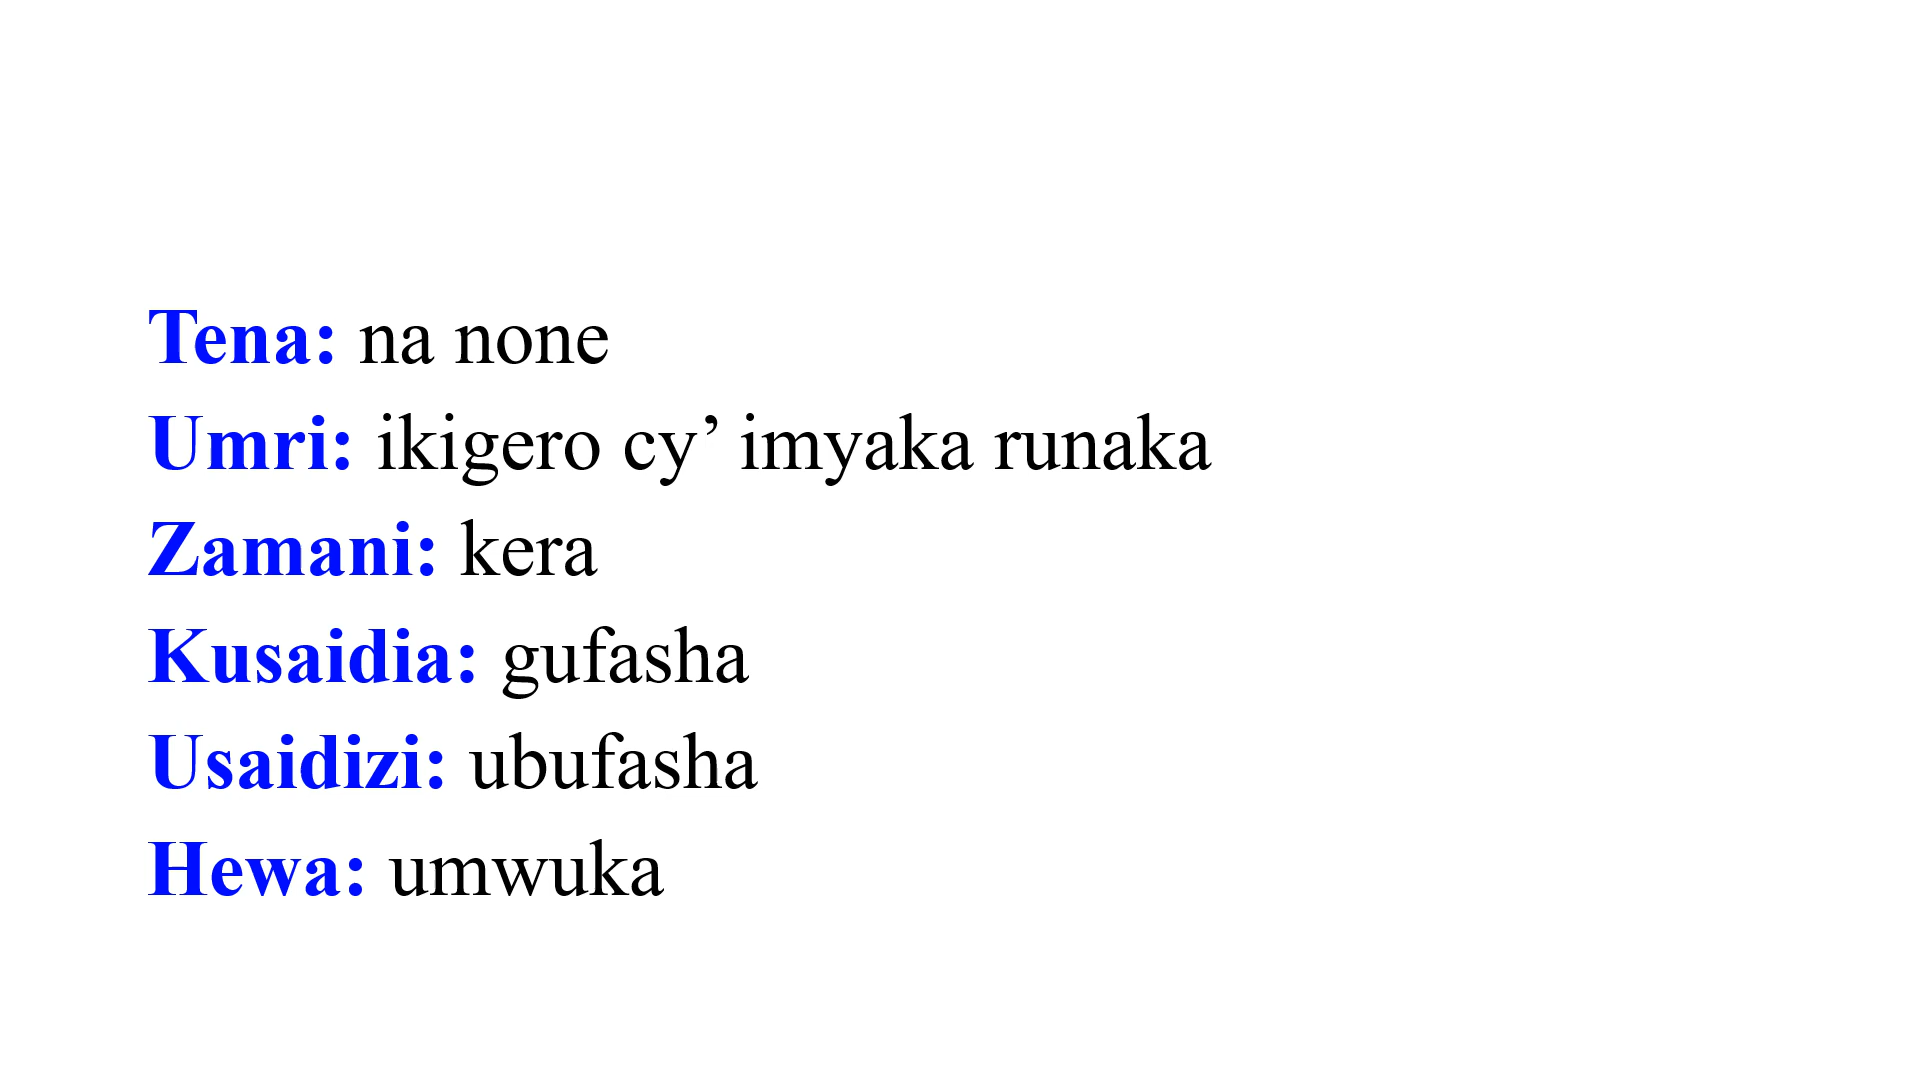 Tena: na none
Umri: ikigero cy’ imyaka runaka
Zamani: kera
Kusaidia: gufasha
Usaidizi: ubufasha
Hewa: umwuka